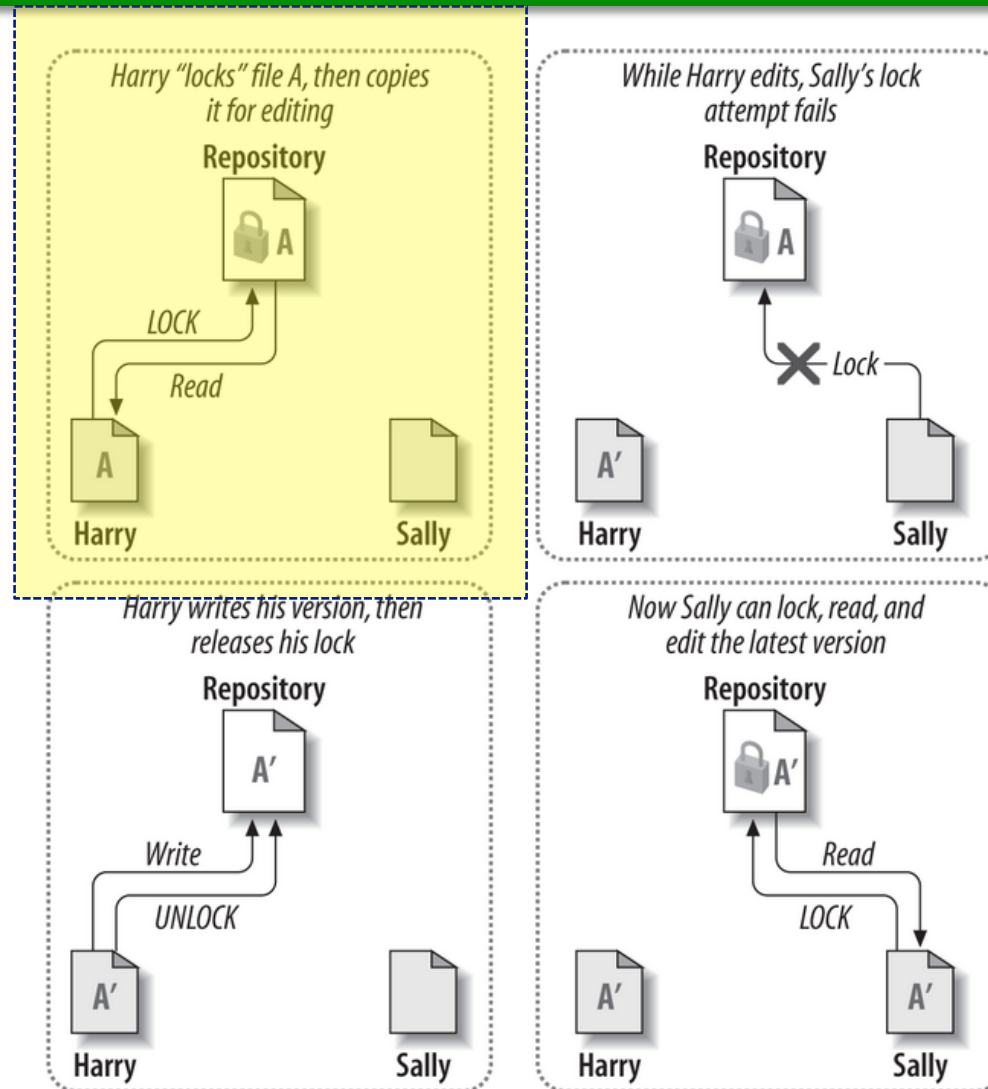 Harry “locks” file A, then copies
it for editing
Repository
A
LOCK
Read
A
Harry
Sally
While Harry edits, Sally’s lock
attempt fails
Repository
A
Lock
A′
Harry
Sally
Harry writes his version, then
releases his lock
Repository
A′
Write
UNLOCK
A′
Harry
Sally
Now Sally can lock, read, and
edit the latest version
Repository
A′
Read
LOCK
A′
Harry
A′
Sally